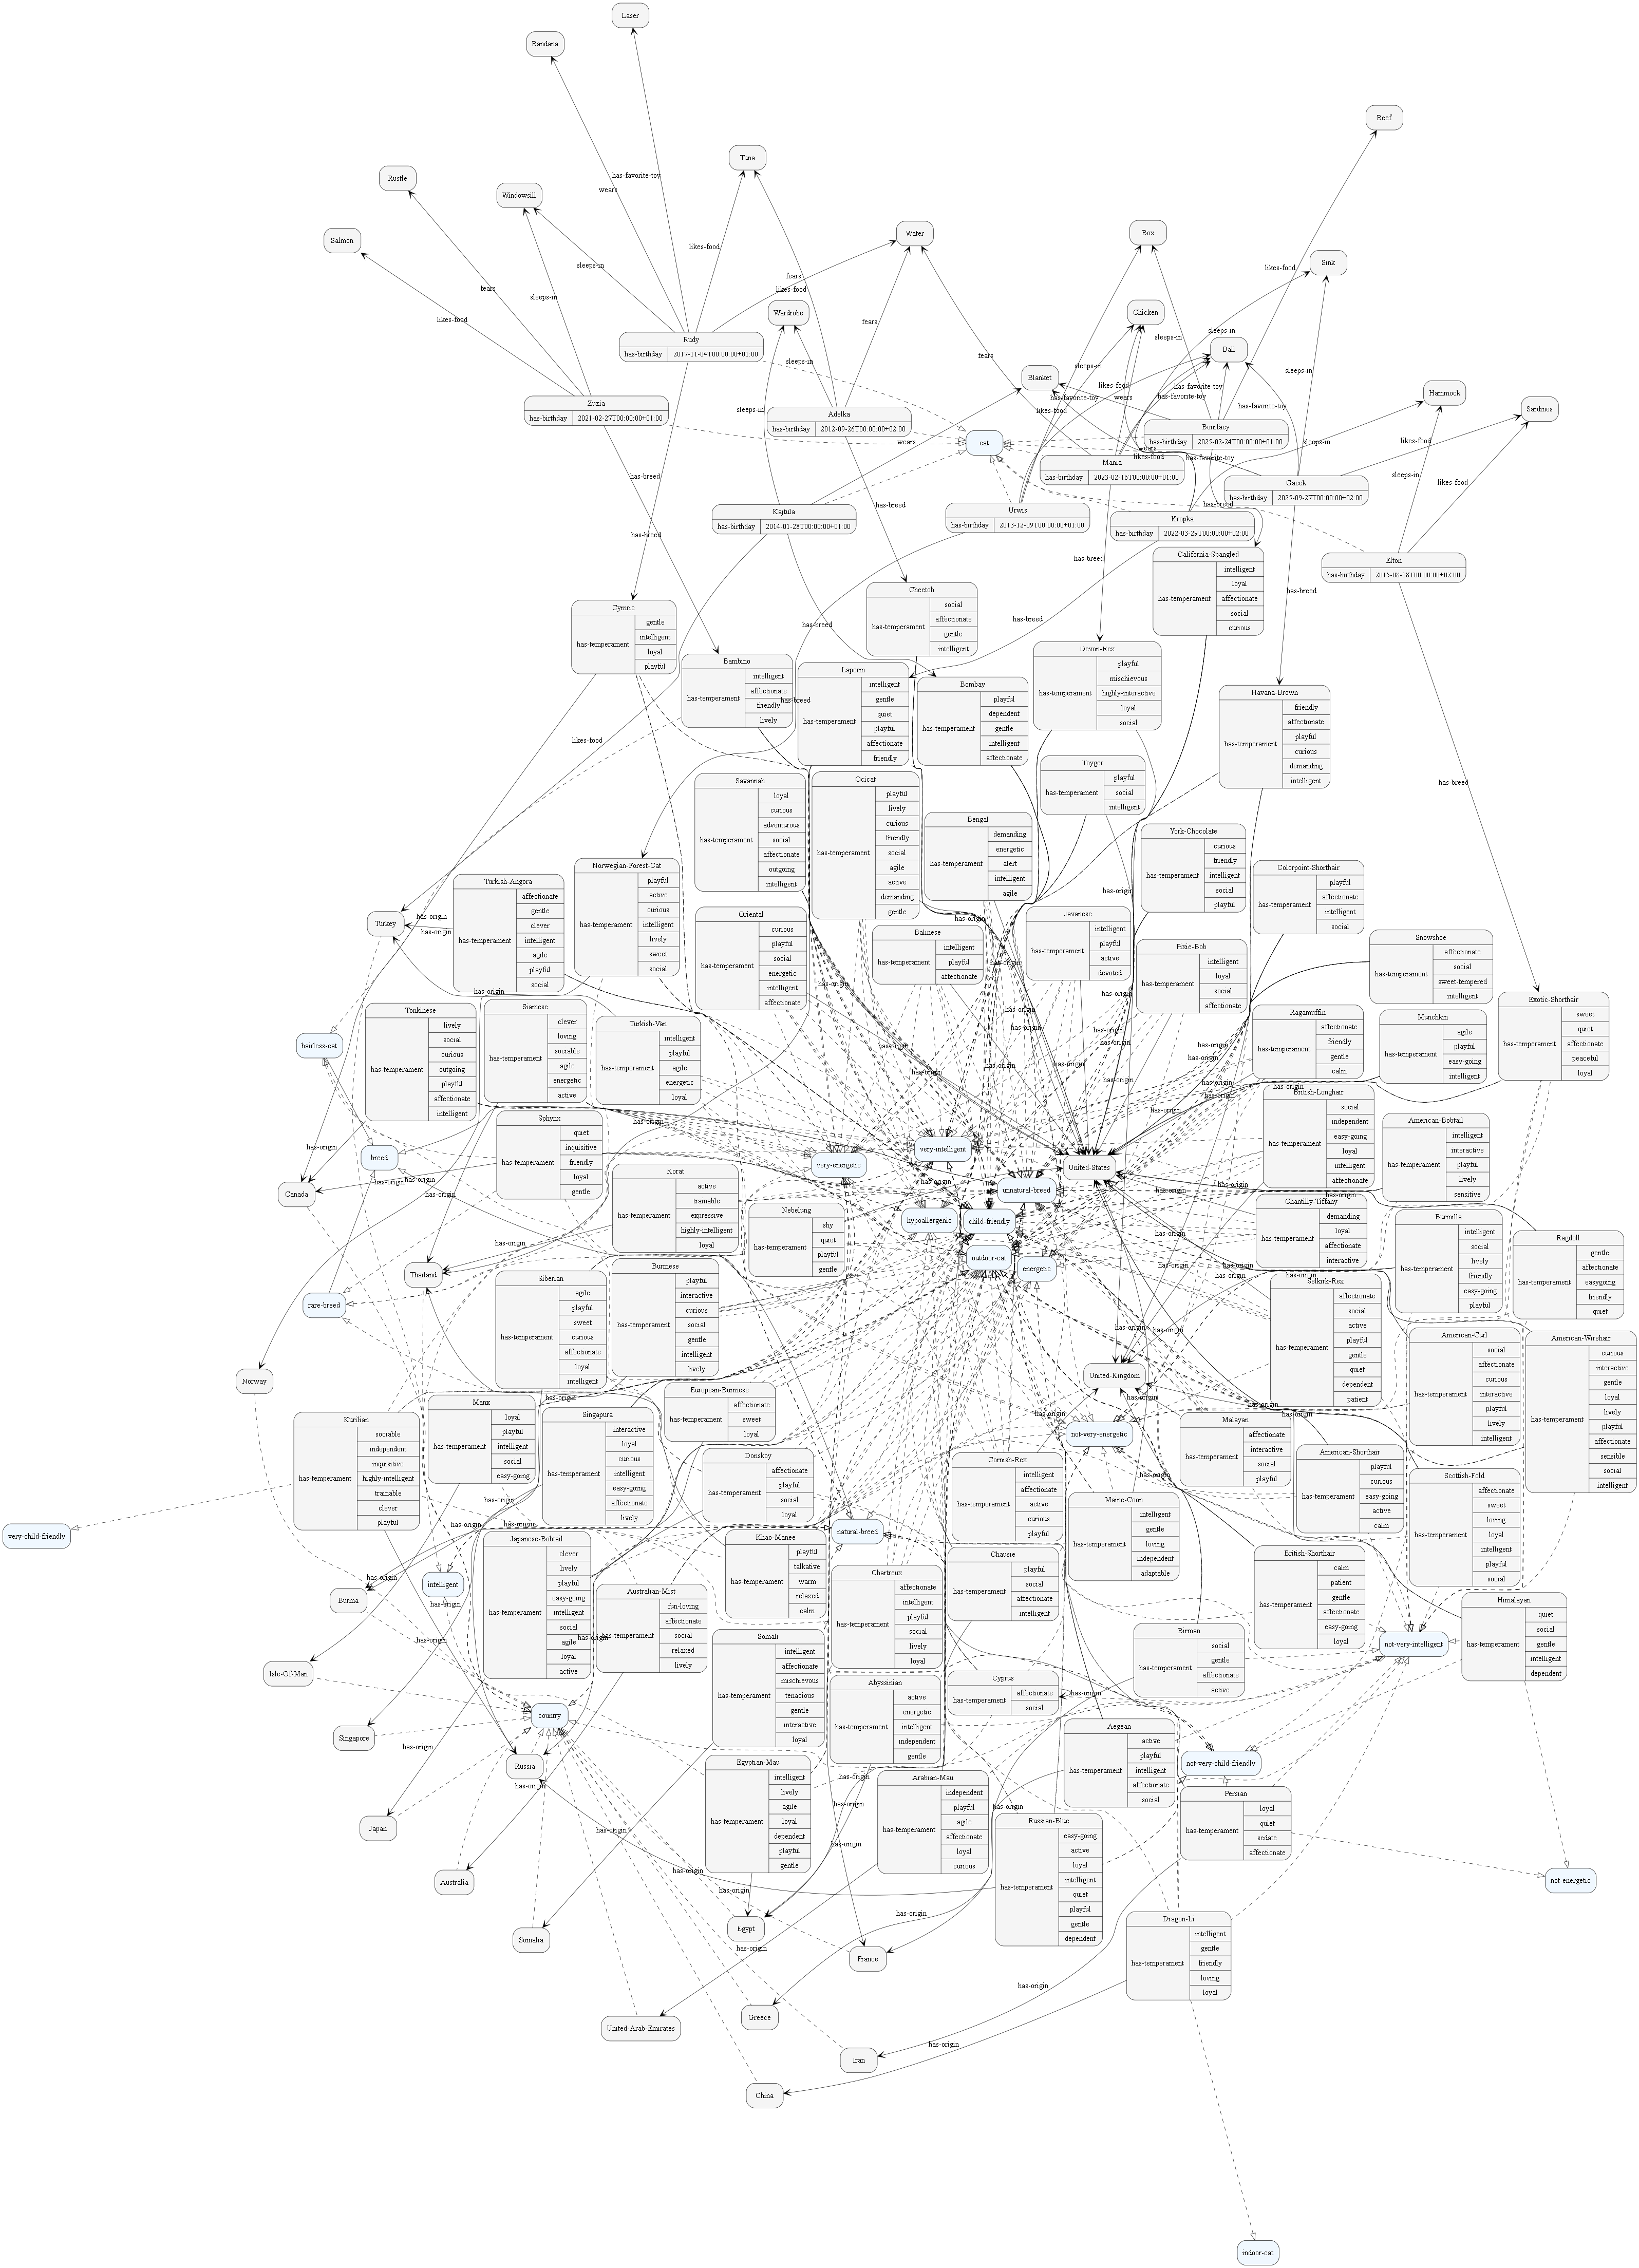 Laser
Bandana
Beef
Tuna
Rustle
Windowsill
Salmon
Water
Box
Sink
has-favorite-toy
wears
likes-food
sleeps-in
fears
Wardrobe
Chicken
Ball
Blanket
Hammock
Sardines
Rudy
has-birthday 2017-11-04T00:00:00+01:00
Zuzia
has-birthday 2021-02-27T00:00:00+01:00
Adelka
has-birthday 2012-09-26T00:00:00+02:00
cat
Bonifacy
has-birthday 2025-02-24T00:00:00+01:00
Mania
has-birthday 2023-02-16T00:00:00+01:00
Gacek
has-birthday 2025-09-27T00:00:00+02:00
Kajtula
has-birthday 2014-01-28T00:00:00+01:00
Urwis
has-birthday 2013-12-09T00:00:00+01:00
Kropka
has-birthday 2022-03-29T00:00:00+02:00
Elton
has-birthday 2015-08-18T00:00:00+02:00
has-breed
California-Spangled
has-temperament
intelligent
loyal
affectionate
social
curious
Cheetoh
has-temperament
social
affectionate
gentle
intelligent
Cymric
has-temperament
gentle
intelligent
loyal
playful
Bambino
has-temperament
intelligent
affectionate
friendly
lively
Laperm
has-temperament
intelligent
gentle
quiet
playful
affectionate
friendly
Bombay
has-temperament
playful
dependent
gentle
intelligent
affectionate
Devon-Rex
has-temperament
playful
mischievous
highly-interactive
loyal
social
Havana-Brown
has-temperament
friendly
affectionate
playful
curious
demanding
intelligent
Savannah
has-temperament
loyal
curious
adventurous
social
affectionate
outgoing
intelligent
Ocicat
has-temperament
playful
lively
curious
friendly
social
agile
active
demanding
gentle
Toyger
has-temperament
playful
social
intelligent
Bengal
has-temperament
demanding
energetic
alert
intelligent
agile
York-Chocolate
has-temperament
curious
friendly
intelligent
social
playful
Colorpoint-Shorthair
has-temperament
playful
affectionate
intelligent
social
Norwegian-Forest-Cat
has-temperament
playful
active
curious
intelligent
lively
sweet
social
Turkish-Angora
has-temperament
affectionate
gentle
clever
intelligent
agile
playful
social
Turkey
has-origin
Oriental
has-temperament
curious
playful
social
energetic
intelligent
affectionate
Balinese
has-temperament
intelligent
playful
affectionate
Javanese
has-temperament
intelligent
playful
active
devoted
Pixie-Bob
has-temperament
intelligent
loyal
social
affectionate
Snowshoe
has-temperament
affectionate
social
sweet-tempered
intelligent
Exotic-Shorthair
has-temperament
sweet
quiet
affectionate
peaceful
loyal
Tonkinese
has-temperament
lively
social
curious
outgoing
playful
affectionate
intelligent
Siamese
has-temperament
clever
loving
sociable
agile
energetic
active
Turkish-Van
has-temperament
intelligent
playful
agile
energetic
loyal
Ragamuffin
has-temperament
affectionate
friendly
gentle
calm
Munchkin
has-temperament
agile
playful
easy-going
intelligent
hairless-cat
breed
Canada
Sphynx
has-temperament
quiet
inquisitive
friendly
loyal
gentle
very-energetic
very-intelligent
United-States
unnatural-breed
hypoallergenic
child-friendly
outdoor-cat
energetic
British-Longhair
has-temperament
social
independent
easy-going
loyal
intelligent
affectionate
American-Bobtail
has-temperament
intelligent
interactive
playful
lively
sensitive
Korat
has-temperament
active
trainable
expressive
highly-intelligent
loyal
Nebelung
has-temperament
shy
quiet
playful
gentle
Chantilly-Tiffany
has-temperament
demanding
loyal
affectionate
interactive
Burmilla
has-temperament
intelligent
social
lively
friendly
easy-going
playful
Ragdoll
has-temperament
gentle
affectionate
easygoing
friendly
quiet
Thailand
rare-breed
Siberian
has-temperament
agile
playful
sweet
curious
affectionate
loyal
intelligent
Burmese
has-temperament
playful
interactive
curious
social
gentle
intelligent
lively
Selkirk-Rex
has-temperament
affectionate
social
active
playful
gentle
quiet
dependent
patient
American-Curl
has-temperament
social
affectionate
curious
interactive
playful
lively
intelligent
American-Wirehair
has-temperament
curious
interactive
gentle
loyal
lively
playful
affectionate
sensible
social
intelligent
Norway
United-Kingdom
European-Burmese
has-temperament
affectionate
sweet
loyal
Kurilian
has-temperament
sociable
independent
inquisitive
highly-intelligent
trainable
clever
playful
Manx
has-temperament
loyal
playful
intelligent
social
easy-going
Singapura
has-temperament
interactive
loyal
curious
intelligent
easy-going
affectionate
lively
Donskoy
has-temperament
affectionate
playful
social
loyal
not-very-energetic
Malayan
has-temperament
affectionate
interactive
social
playful
American-Shorthair
has-temperament
playful
curious
easy-going
active
calm
Scottish-Fold
has-temperament
affectionate
sweet
loving
loyal
intelligent
playful
social
Cornish-Rex
has-temperament
intelligent
affectionate
active
curious
playful
Maine-Coon
has-temperament
intelligent
gentle
loving
independent
adaptable
very-child-friendly
natural-breed
Japanese-Bobtail
has-temperament
clever
lively
playful
easy-going
intelligent
social
agile
loyal
active
Khao-Manee
has-temperament
playful
talkative
warm
relaxed
calm
Chausie
has-temperament
playful
social
affectionate
intelligent
British-Shorthair
has-temperament
calm
patient
gentle
affectionate
easy-going
loyal
Himalayan
has-temperament
quiet
social
gentle
intelligent
dependent
intelligent
Burma
Australian-Mist
has-temperament
fun-loving
affectionate
social
relaxed
lively
Chartreux
has-temperament
affectionate
intelligent
playful
social
lively
loyal
Birman
has-temperament
social
gentle
affectionate
active
not-very-intelligent
Isle-Of-Man
Somali
has-temperament
intelligent
affectionate
mischievous
tenacious
gentle
interactive
loyal
Cyprus
has-temperament
affectionate
social
Abyssinian
has-temperament
active
energetic
intelligent
independent
gentle
country
Singapore
Russia
Aegean
has-temperament
active
playful
intelligent
affectionate
social
not-very-child-friendly
Egyptian-Mau
has-temperament
intelligent
lively
agile
loyal
dependent
playful
gentle
Arabian-Mau
has-temperament
independent
playful
agile
affectionate
loyal
curious
Persian
has-temperament
loyal
quiet
sedate
affectionate
Russian-Blue
has-temperament
easy-going
active
loyal
intelligent
quiet
playful
gentle
dependent
Japan
Australia
not-energetic
Somalia
Egypt
France
Dragon-Li
has-temperament
intelligent
gentle
friendly
loving
loyal
United-Arab-Emirates
Greece
Iran
China
indoor-cat